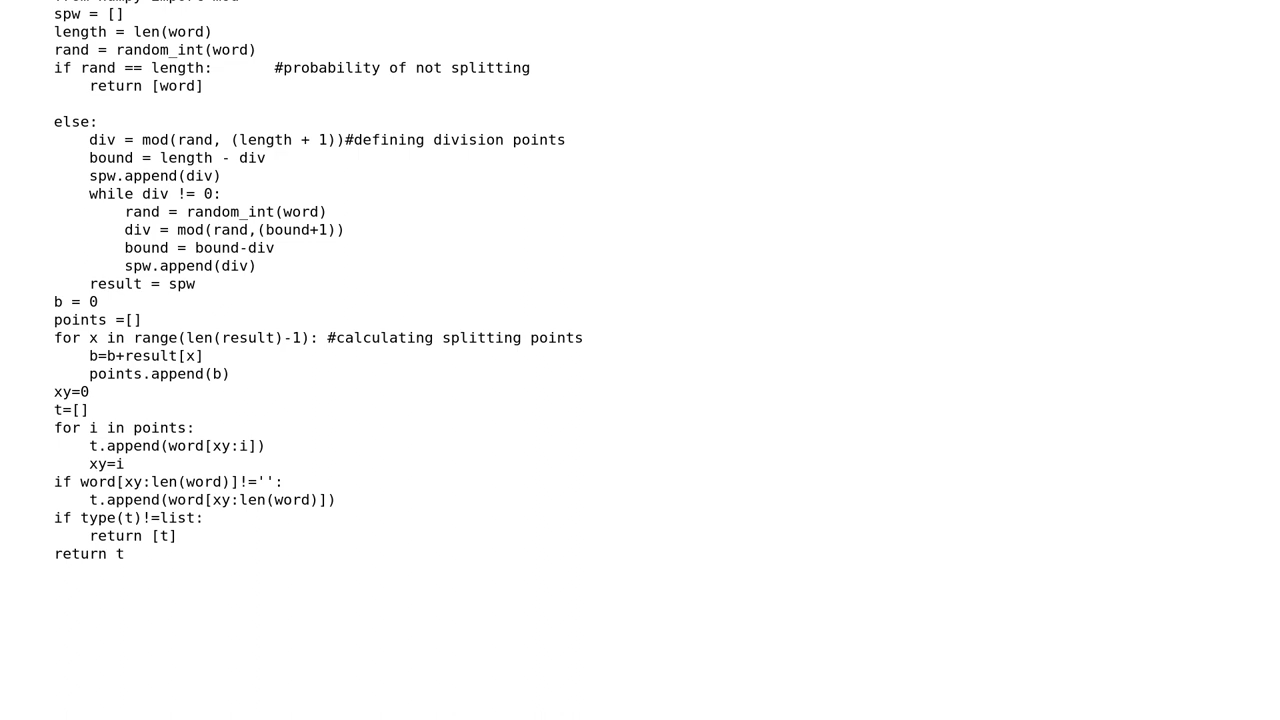 from numpy import mod
spw = []
length = len(word)
rand = random_int(word)
if rand == length:       #probability of not splitting
    return [word]

else:
    div = mod(rand, (length + 1))#defining division points
    bound = length - div
    spw.append(div)
    while div != 0:
        rand = random_int(word)
        div = mod(rand,(bound+1))
        bound = bound-div
        spw.append(div)
    result = spw
b = 0
points =[]
for x in range(len(result)-1): #calculating splitting points
    b=b+result[x]
    points.append(b)
xy=0
t=[]
for i in points:
    t.append(word[xy:i])
    xy=i
if word[xy:len(word)]!='':
    t.append(word[xy:len(word)])
if type(t)!=list:
    return [t]
return t